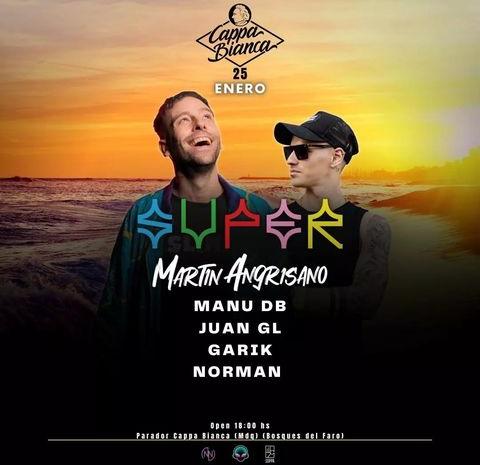 Cappa
Bianca
25
ENERO
SUPER
MARTIN ANGRISANO
MANU DB
JUAN GL
GARIK
NORMAN
Open 18:00 hs
Parador Cappa Bianca (Mdq) (Bosques del Faro)